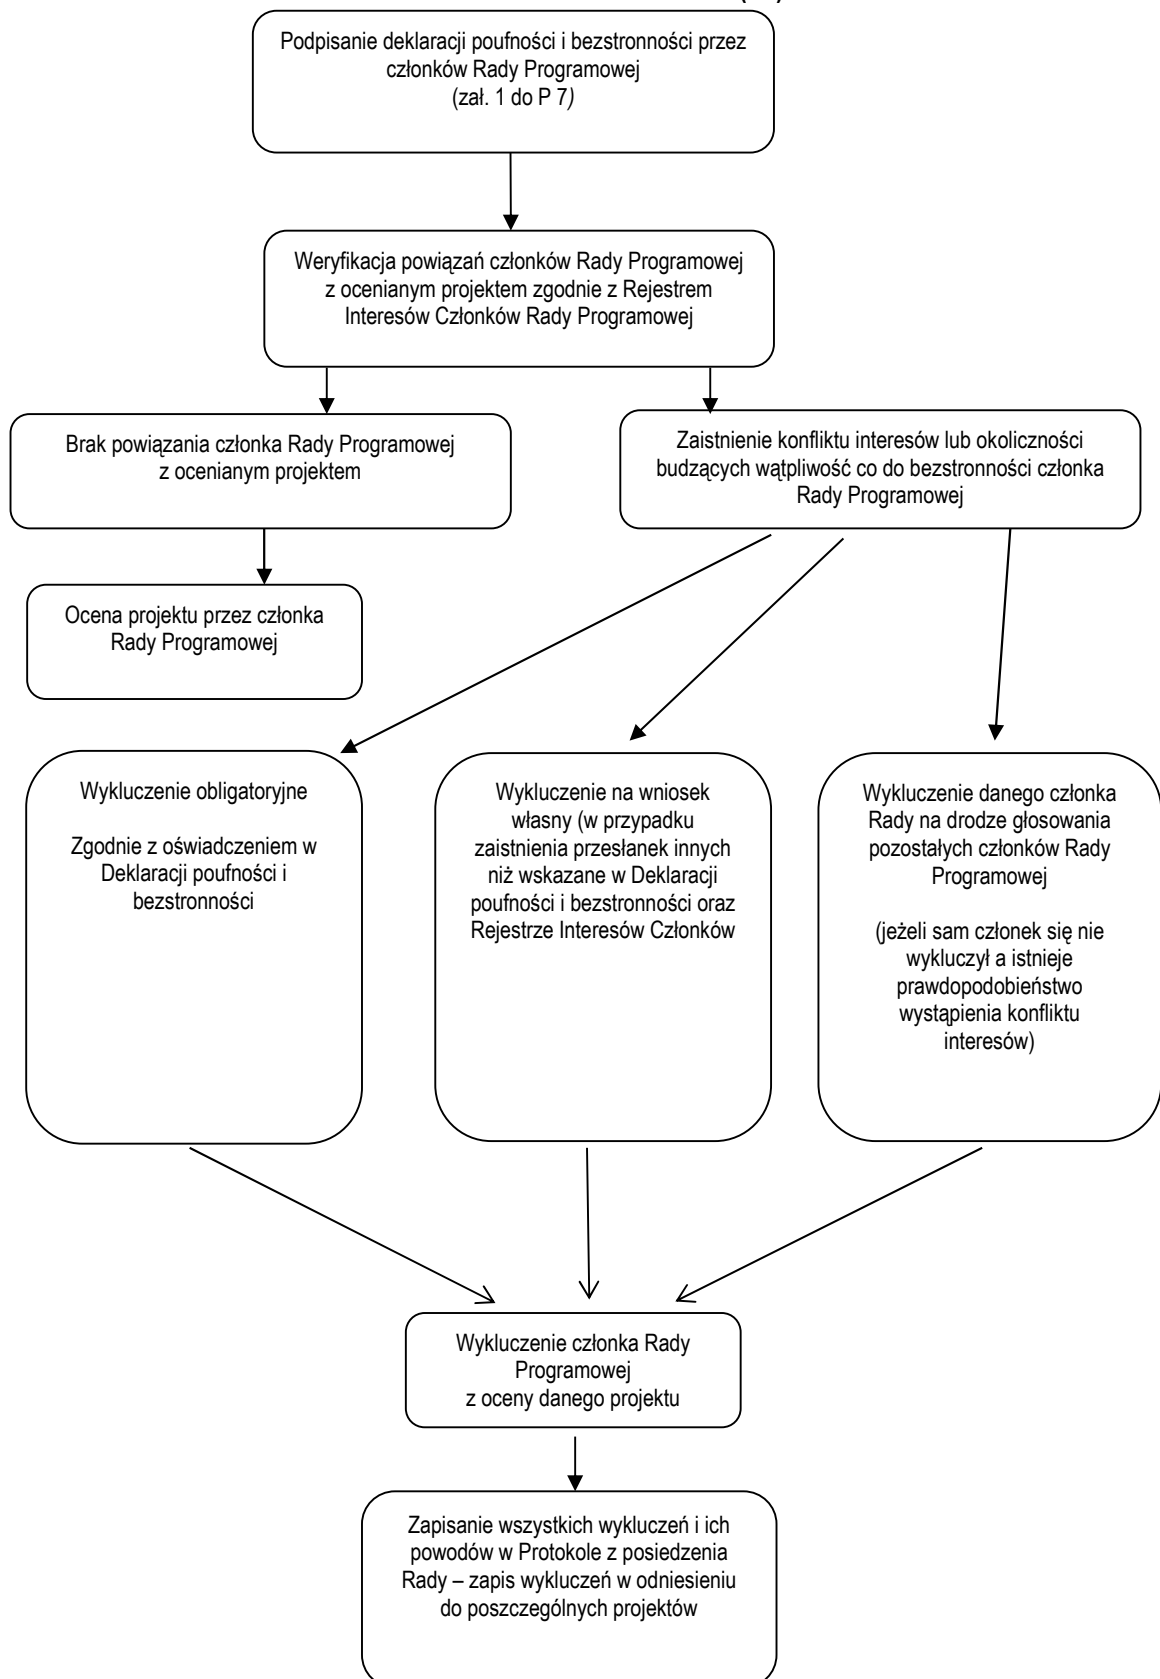 Podpisanie deklaracji poufności i bezstronności przez
członków Rady Programowej
(zał. 1 do P 7)
Weryfikacja powiązań członków Rady Programowej
z ocenianym projektem zgodnie z Rejestrem
Interesów Członków Rady Programowej
Brak powiązania członka Rady Programowej
z ocenianym projektem
Zaistnienie konfliktu interesów lub okoliczności
budzących wątpliwość co do bezstronności członka
Rady Programowej
Ocena projektu przez członka
Rady Programowej
Wykluczenie obligatoryjne
Zgodnie z oświadczeniem w
Deklaracji poufności i
bezstronności
Wykluczenie na wniosek
własny (w przypadku
zaistnienia przesłanek innych
niż wskazane w Deklaracji
poufności i bezstronności oraz
Rejestrze Interesów Członków
Wykluczenie danego członka
Rady na drodze głosowania
pozostałych członków Rady
Programowej
(jeżeli sam członek się nie
wykluczył a istnieje
prawdopodobieństwo
wystąpienia konfliktu
interesów)
Wykluczenie członka Rady
Programowej
z oceny danego projektu
Zapisanie wszystkich wykluczeń i ich
powodów w Protokole z posiedzenia
Rady – zapis wykluczeń w odniesieniu
do poszczególnych projektów